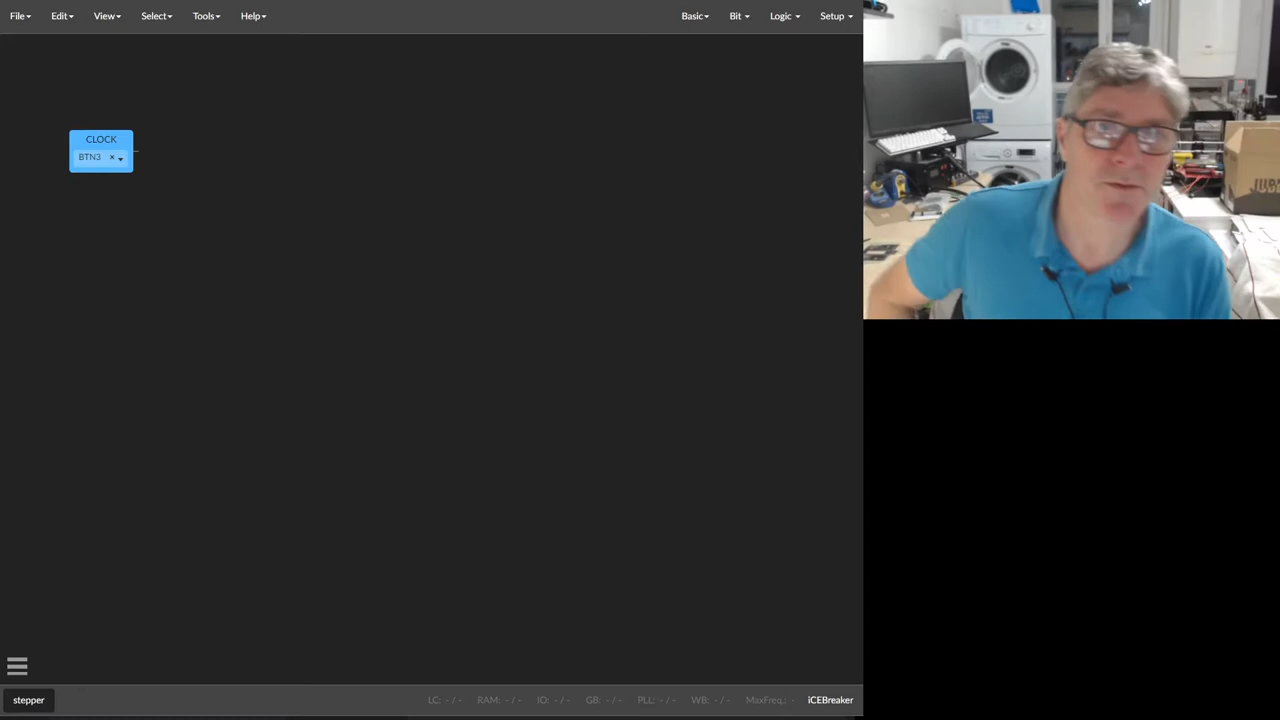 File Edit View Select Tools Help Basic Bit Logic Setup
CLOCK
BTN3 ×
stepper LC: - / - RAM: - / - IO: - / - GB: - / - PLL: - / - WB: - / - MaxFreq.: - iCEBreaker